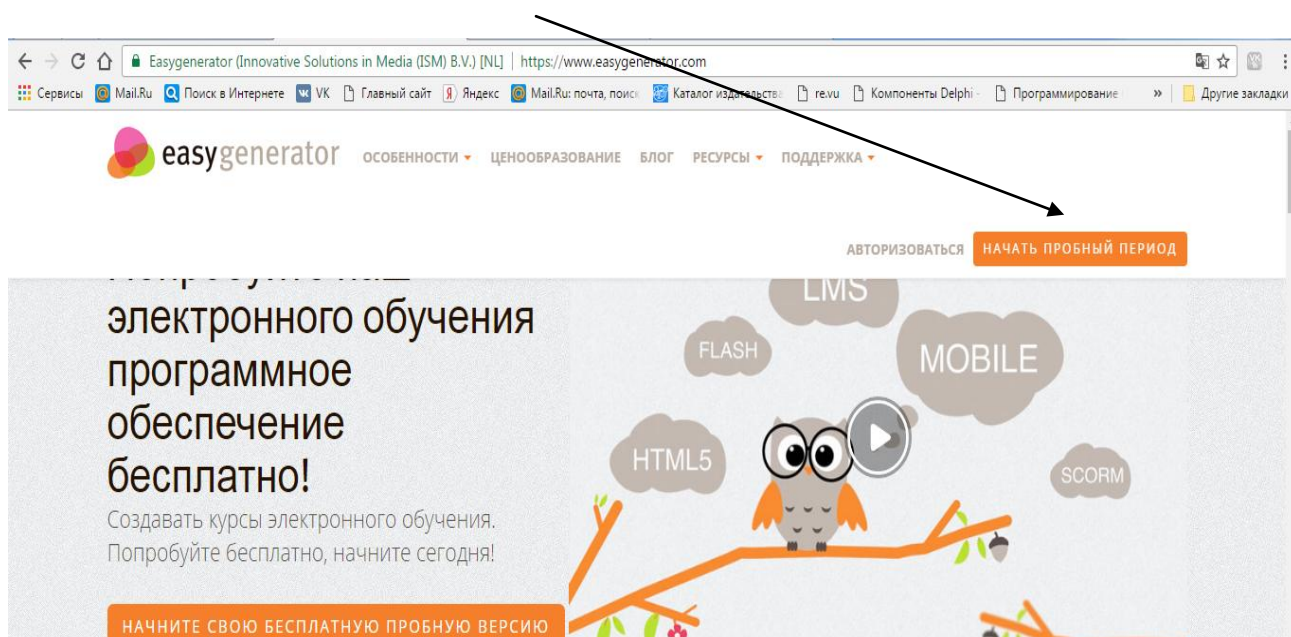 Easygenerator (Innovative Solutions in Media (ISM) B.V.) [NL] | https://www.easygenerator.com
Сервисы Mail.Ru Поиск в Интернете VK Главный сайт Яндекс Mail.Ru: почта, поиск Каталог издательства re.vu Компоненты Delphi - Программирование » Другие закладки
easygenerator ОСОБЕННОСТИ ЦЕНООБРАЗОВАНИЕ БЛОГ РЕСУРСЫ ПОДДЕРЖКА
АВТОРИЗОВАТЬСЯ НАЧАТЬ ПРОБНЫЙ ПЕРИОД
электронного обучения
программное
обеспечение
бесплатно!
Создавать курсы электронного обучения.
Попробуйте бесплатно, начните сегодня!
НАЧНИТЕ СВОЮ БЕСПЛАТНУЮ ПРОБНУЮ ВЕРСИЮ
LMS
FLASH
MOBILE
HTML5
SCORM